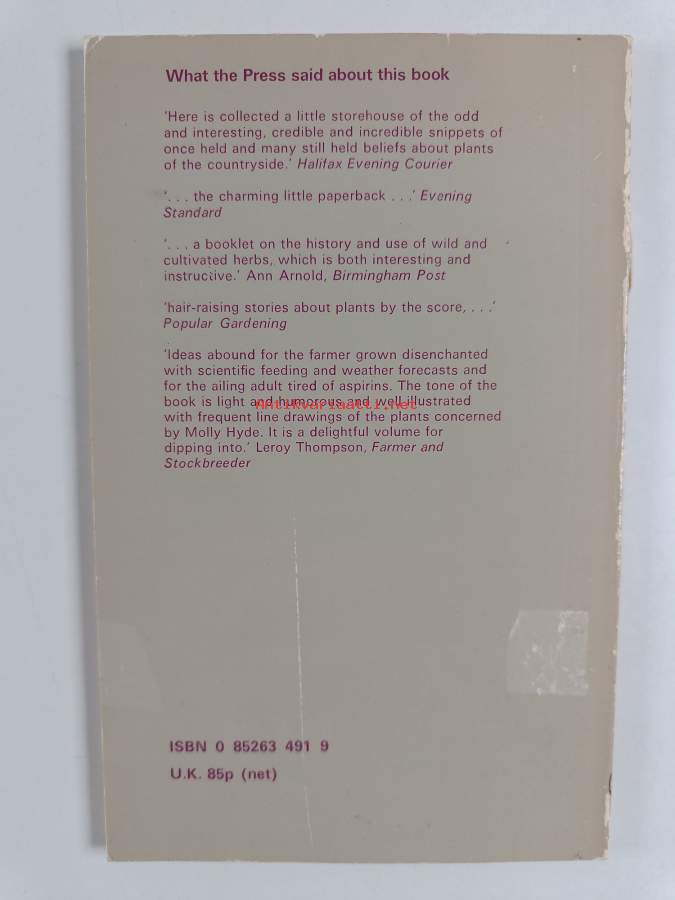 What the Press said about this book
'Here is collected a little storehouse of the odd
and interesting, credible and incredible snippets of
once held and many still held beliefs about plants
of the countryside.' Halifax Evening Courier
'. . . the charming little paperback . . .' Evening
Standard
'. . . a booklet on the history and use of wild and
cultivated herbs, which is both interesting and
instructive.' Ann Arnold, Birmingham Post
'hair-raising stories about plants by the score, . . .'
Popular Gardening
'Ideas abound for the farmer grown disenchanted
with scientific feeding and weather forecasts and
for the ailing adult tired of aspirins. The tone of the
book is light and humorous and well illustrated
Antikvariaatti.net
with frequent line drawings of the plants concerned
by Molly Hyde. It is a delightful volume for
dipping into.' Leroy Thompson, Farmer and
Stockbreeder
ISBN 0 85263 491 9
U.K. 85p (net)